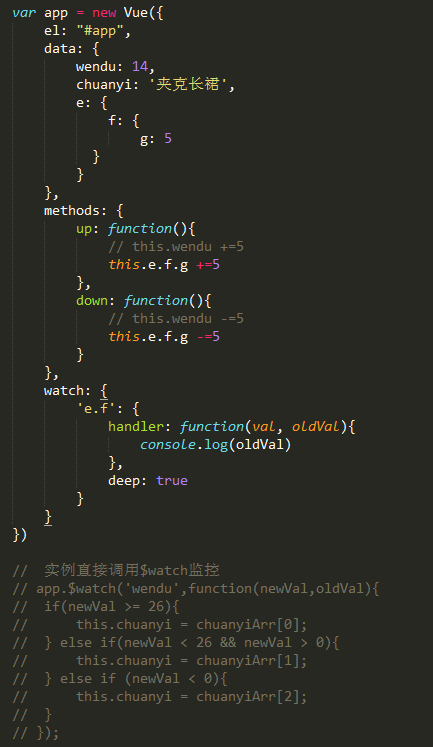 var app = new Vue({
    el: "#app",
    data: {
        wendu: 14,
        chuanyi: '夹克长裙',
        e: {
            f: {
                g: 5
          }
        }
    },
    methods: {
        up: function(){
            // this.wendu +=5
            this.e.f.g +=5
        },
        down: function(){
            // this.wendu -=5
            this.e.f.g -=5
        }
    },
    watch: {
        'e.f': {
            handler: function(val, oldVal){
                console.log(oldVal)
            },
            deep: true
        }
    }
})
//  实例直接调用$watch监控
// app.$watch('wendu',function(newVal,oldVal){
//  if(newVal >= 26){
//      this.chuanyi = chuanyiArr[0];
//  } else if(newVal < 26 && newVal > 0){
//      this.chuanyi = chuanyiArr[1];
//  } else if (newVal < 0){
//      this.chuanyi = chuanyiArr[2];
//  }
// });